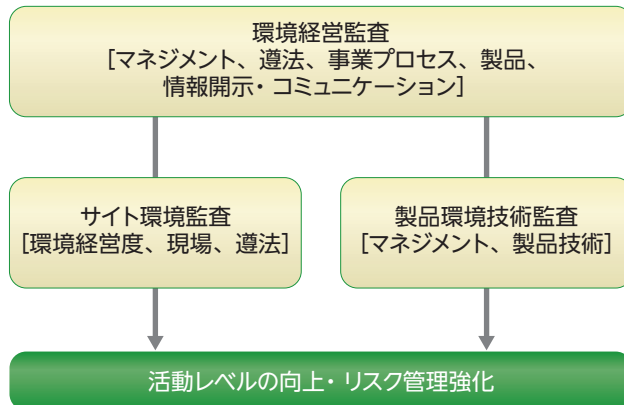 環境経営監査
[マネジメント、遵法、事業プロセス、製品、
情報開示・コミュニケーション]
サイト環境監査
[環境経営度、現場、遵法]
製品環境技術監査
[マネジメント、製品技術]
活動レベルの向上・リスク管理強化